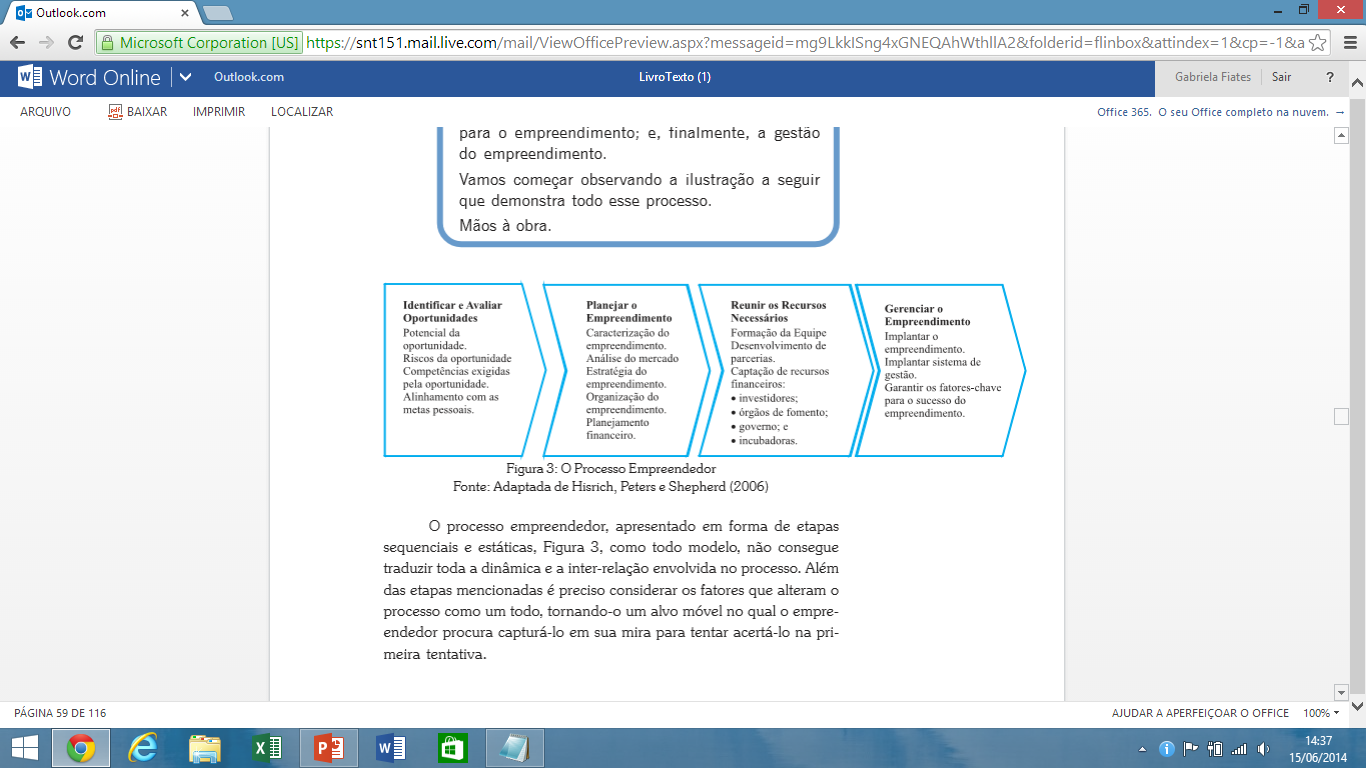 Outlook.com
Microsoft Corporation [US] https://snt151.mail.live.com/mail/ViewOfficePreview.aspx?messageid=mg9LkkISng4xGNEQAhWthllA2&folderid=flinbox&attindex=1&cp=-1&a
Word Online Outlook.com LivroTexto (1) Gabriela Fiates Sair ?
ARQUIVO BAIXAR IMPRIMIR LOCALIZAR Office 365. O seu Office completo na nuvem. →
para o empreendimento; e, finalmente, a gestão
do empreendimento.
Vamos começar observando a ilustração a seguir
que demonstra todo esse processo.
Mãos à obra.
Identificar e Avaliar
Oportunidades
Potencial da
oportunidade.
Riscos da oportunidade
Competências exigidas
pela oportunidade.
Alinhamento com as
metas pessoais.
Planejar o
Empreendimento
Caracterização do
empreendimento.
Análise do mercado
Estratégia do
empreendimento.
Organização do
empreendimento.
Planejamento
financeiro.
Reunir os Recursos
Necessários
Formação da Equipe
Desenvolvimento de
parcerias.
Captação de recursos
financeiros:
• investidores;
• órgãos de fomento;
• governo; e
• incubadoras.
Gerenciar o
Empreendimento
Implantar o
empreendimento.
Implantar sistema de
gestão.
Garantir os fatores-chave
para o sucesso do
empreendimento.
Figura 3: O Processo Empreendedor
Fonte: Adaptada de Hisrich, Peters e Shepherd (2006)
O processo empreendedor, apresentado em forma de etapas
sequenciais e estáticas, Figura 3, como todo modelo, não consegue
traduzir toda a dinâmica e a inter-relação envolvida no processo. Além
das etapas mencionadas é preciso considerar os fatores que alteram o
processo como um todo, tornando-o um alvo móvel no qual o empre-
endedor procura capturá-lo em sua mira para tentar acertá-lo na pri-
meira tentativa.
PÁGINA 59 DE 116 AJUDAR A APERFEIÇOAR O OFFICE 100%
14:37
15/06/2014